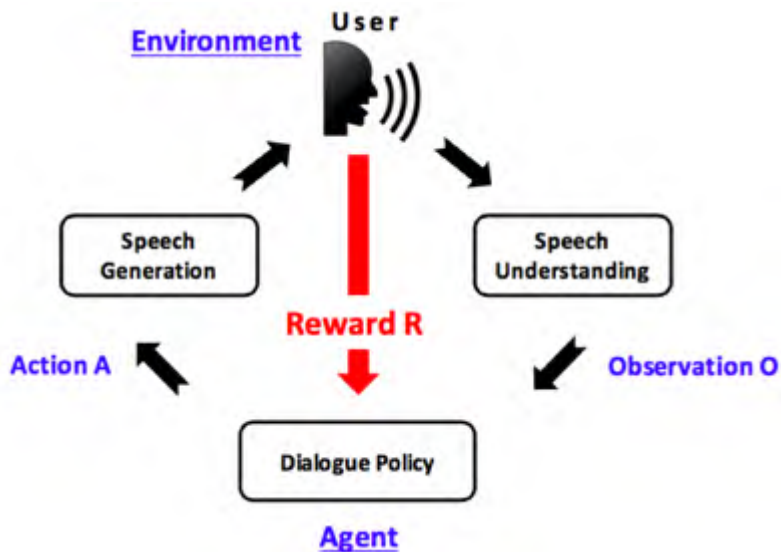 User
Environment
Speech
Generation
Speech
Understanding
Reward R
Action A
Observation O
Dialogue Policy
Agent